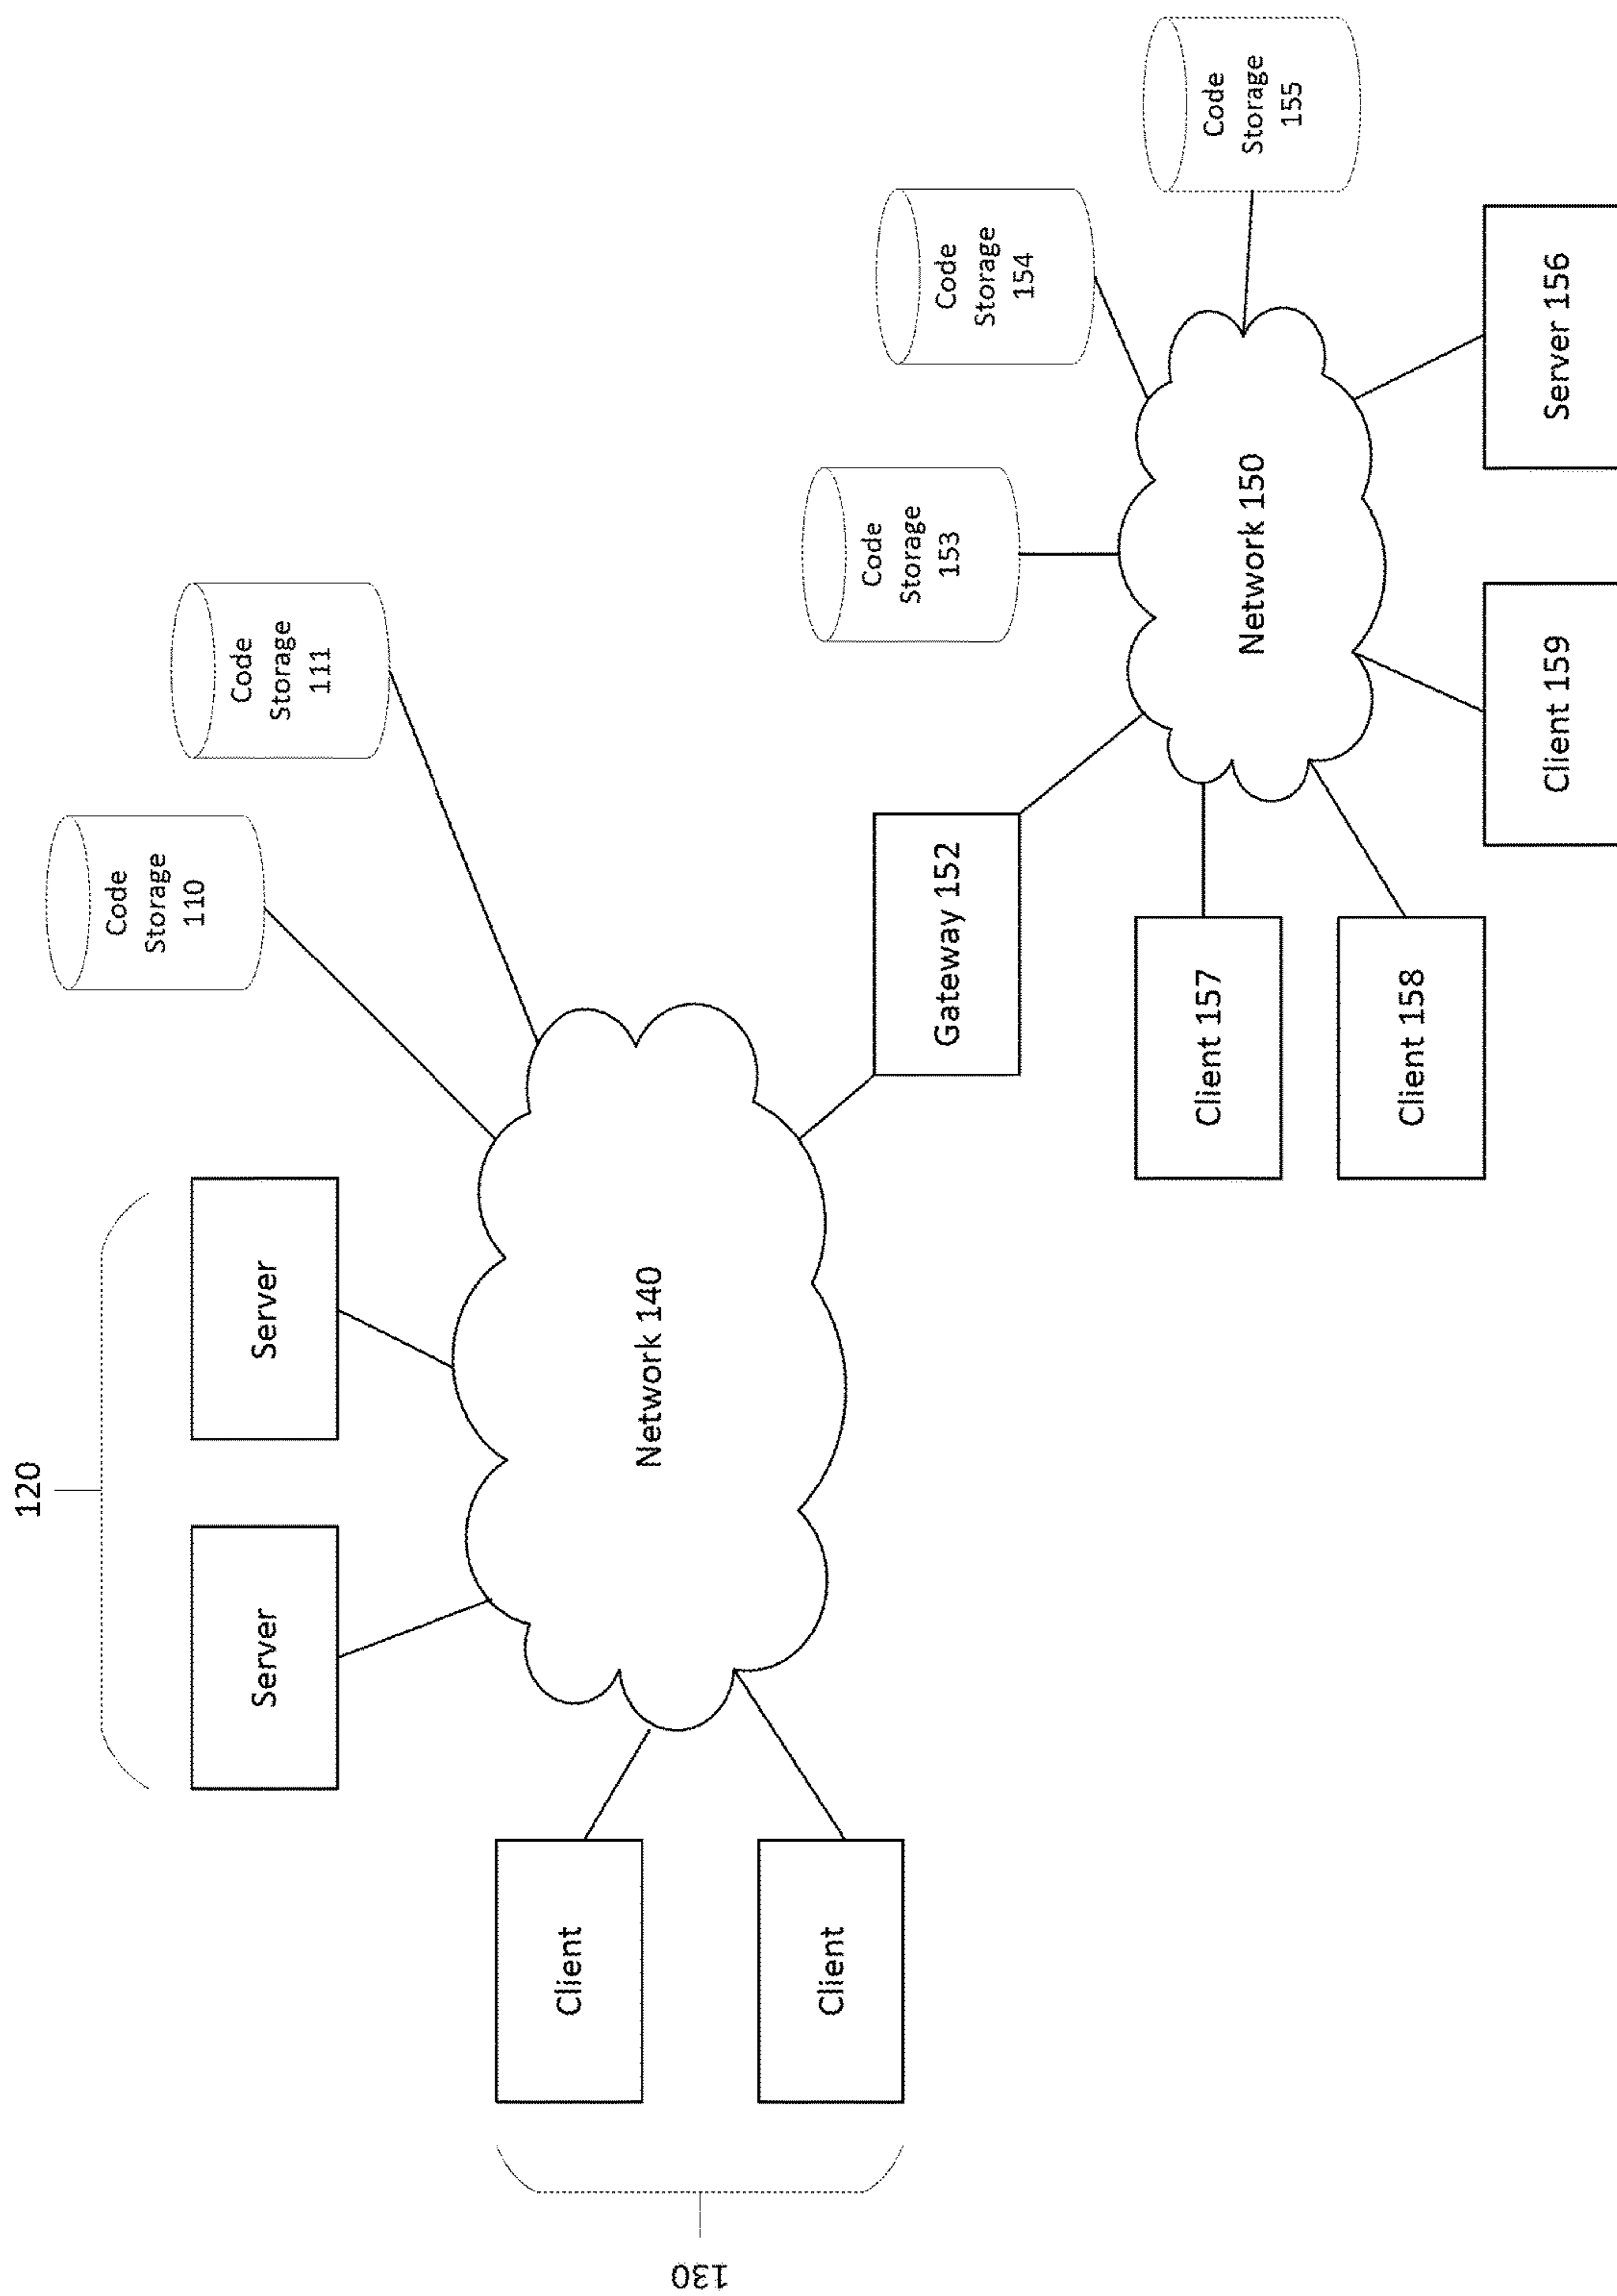 120
Code
Storage
110
Code
Storage
111
Server
Server
Client
Network 140
130
Client
Code
Storage
153
Code
Storage
154
Gateway 152
Code
Storage
155
Client 157
Network 150
Client 158
Client 159
Server 156